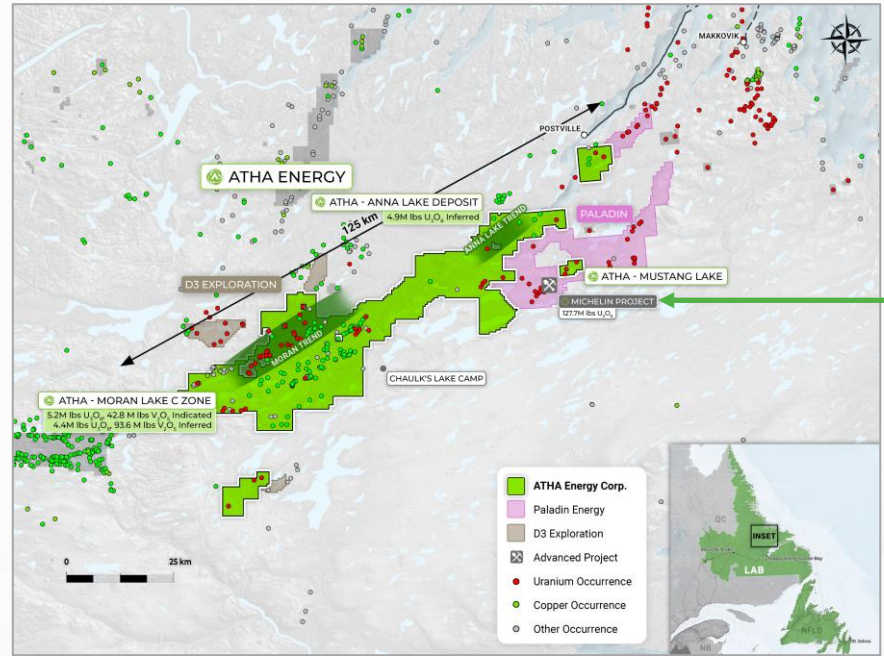 MAKKOVIK
POSTVILLE
ATHA ENERGY
ATHA - ANNA LAKE DEPOSIT
4.9M lbs U₃O₈ Inferred
125 km
ANNA LAKE TREND
PALADIN
D3 EXPLORATION
ATHA - MUSTANG LAKE
MICHELIN PROJECT
127.7M lbs U₃O₈
MORAN TREND
CHAULK'S LAKE CAMP
ATHA - MORAN LAKE C ZONE
5.2M lbs U₃O₈, 42.8 M lbs V₂O₅ Indicated
4.4M lbs U₃O₈, 93.6 M lbs V₂O₅ Inferred
0 25 km
ATHA Energy Corp.
Paladin Energy
D3 Exploration
Advanced Project
Uranium Occurrence
Copper Occurrence
Other Occurrence
QC
INSET
LAB
NFLD
NB